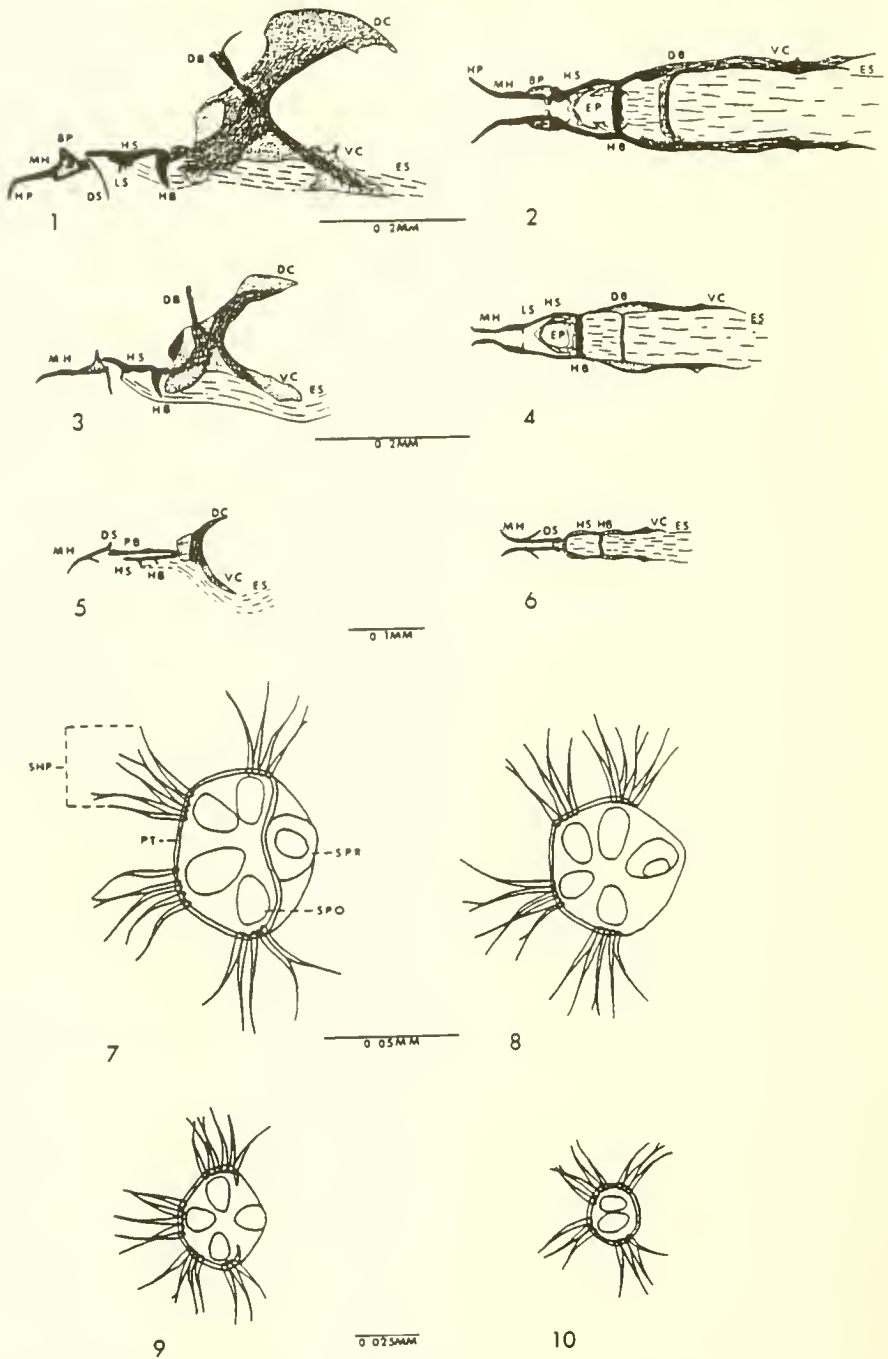 DC
DB
BP
HS
MH
LS
HP
DS
HB
VC
ES
1
0.2MM
HP
MH
BP
HS
DB
VC
ES
EP
HB
2
DC
DB
MH
HS
VC
ES
HB
3
0.2MM
MH
LS
HS
DB
VC
ES
EP
HB
4
DC
DS
PB
MH
HS
HB
VC
ES
5
0.1MM
MH
DS
HS
HB
VC
ES
6
SHP
PT
SPR
SPO
7
0.05MM
8
9
0.025MM
10